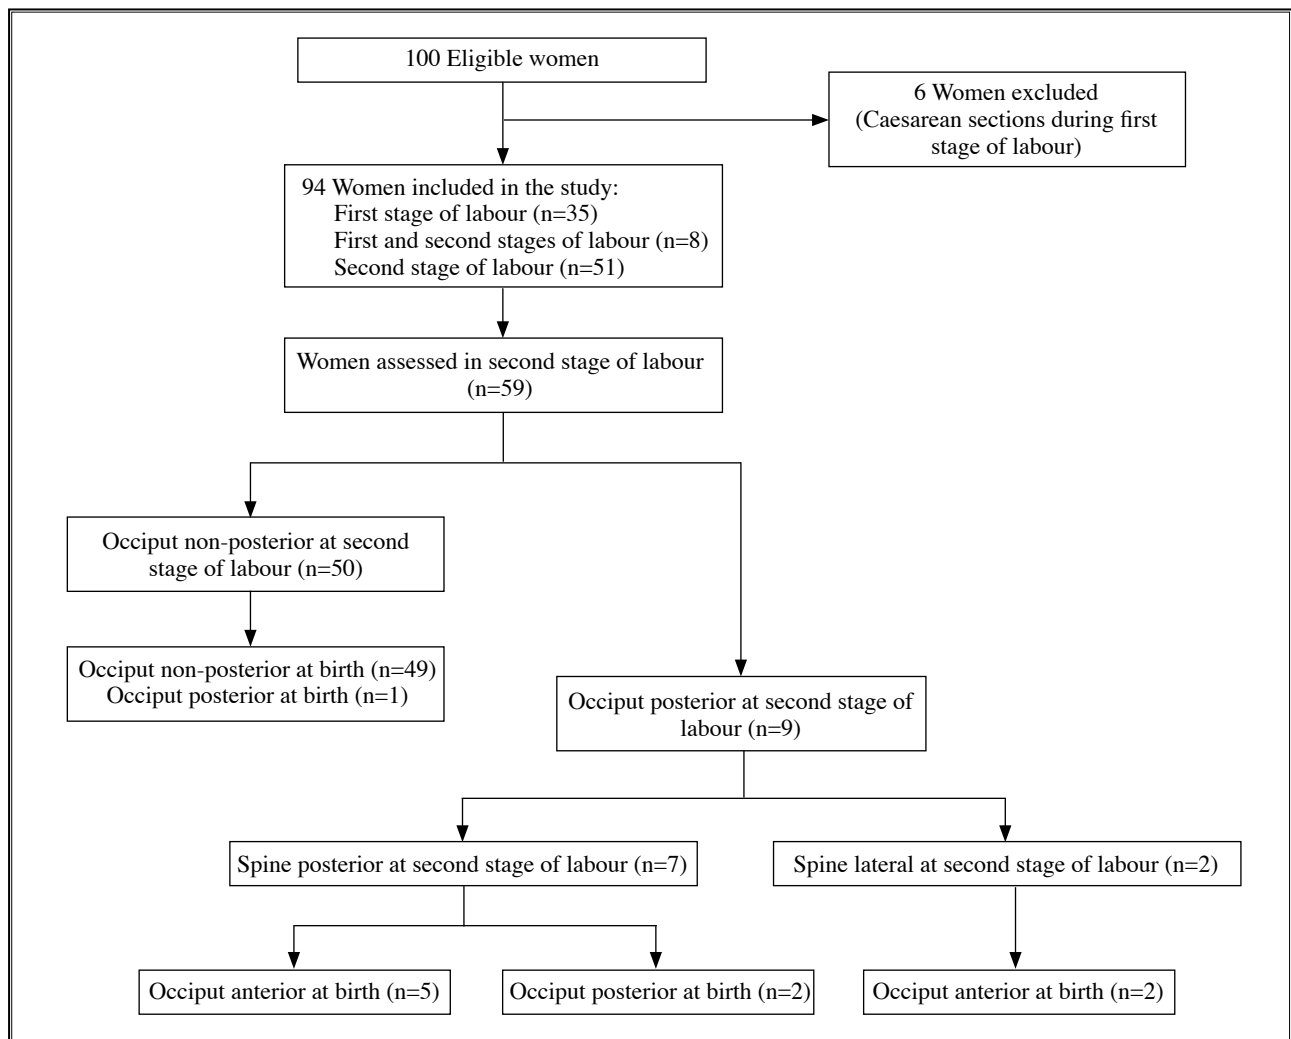 100 Eligible women
6 Women excluded
(Caesarean sections during first
stage of labour)
94 Women included in the study:
First stage of labour (n=35)
First and second stages of labour (n=8)
Second stage of labour (n=51)
Women assessed in second stage of labour
(n=59)
Occiput non-posterior at second
stage of labour (n=50)
Occiput non-posterior at birth (n=49)
Occiput posterior at birth (n=1)
Occiput posterior at second stage of
labour (n=9)
Spine posterior at second stage of labour (n=7)
Spine lateral at second stage of labour (n=2)
Occiput anterior at birth (n=5)
Occiput posterior at birth (n=2)
Occiput anterior at birth (n=2)